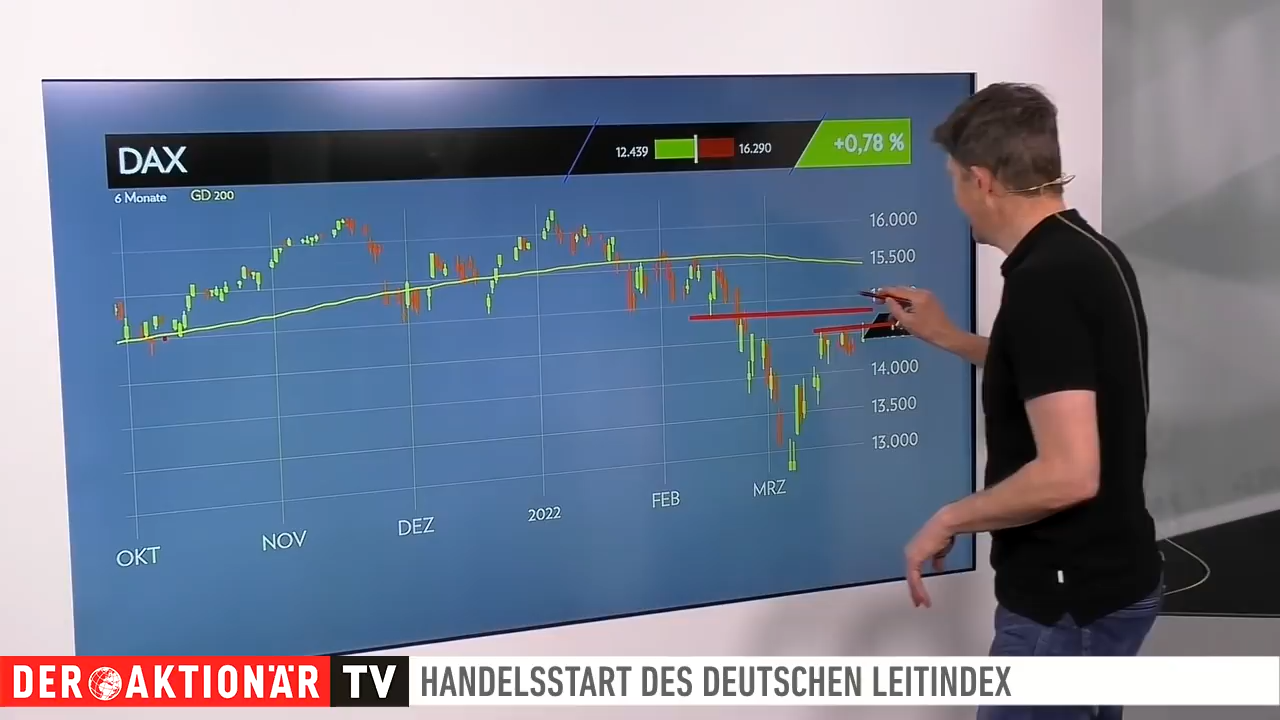 DAX
12.439
16.290
+0,78 %
6 Monate
GD 200
16.000
15.500
14.000
13.500
13.000
OKT
NOV
DEZ
2022
FEB
MRZ
DER AKTIONÄR TV
HANDELSSTART DES DEUTSCHEN LEITINDEX